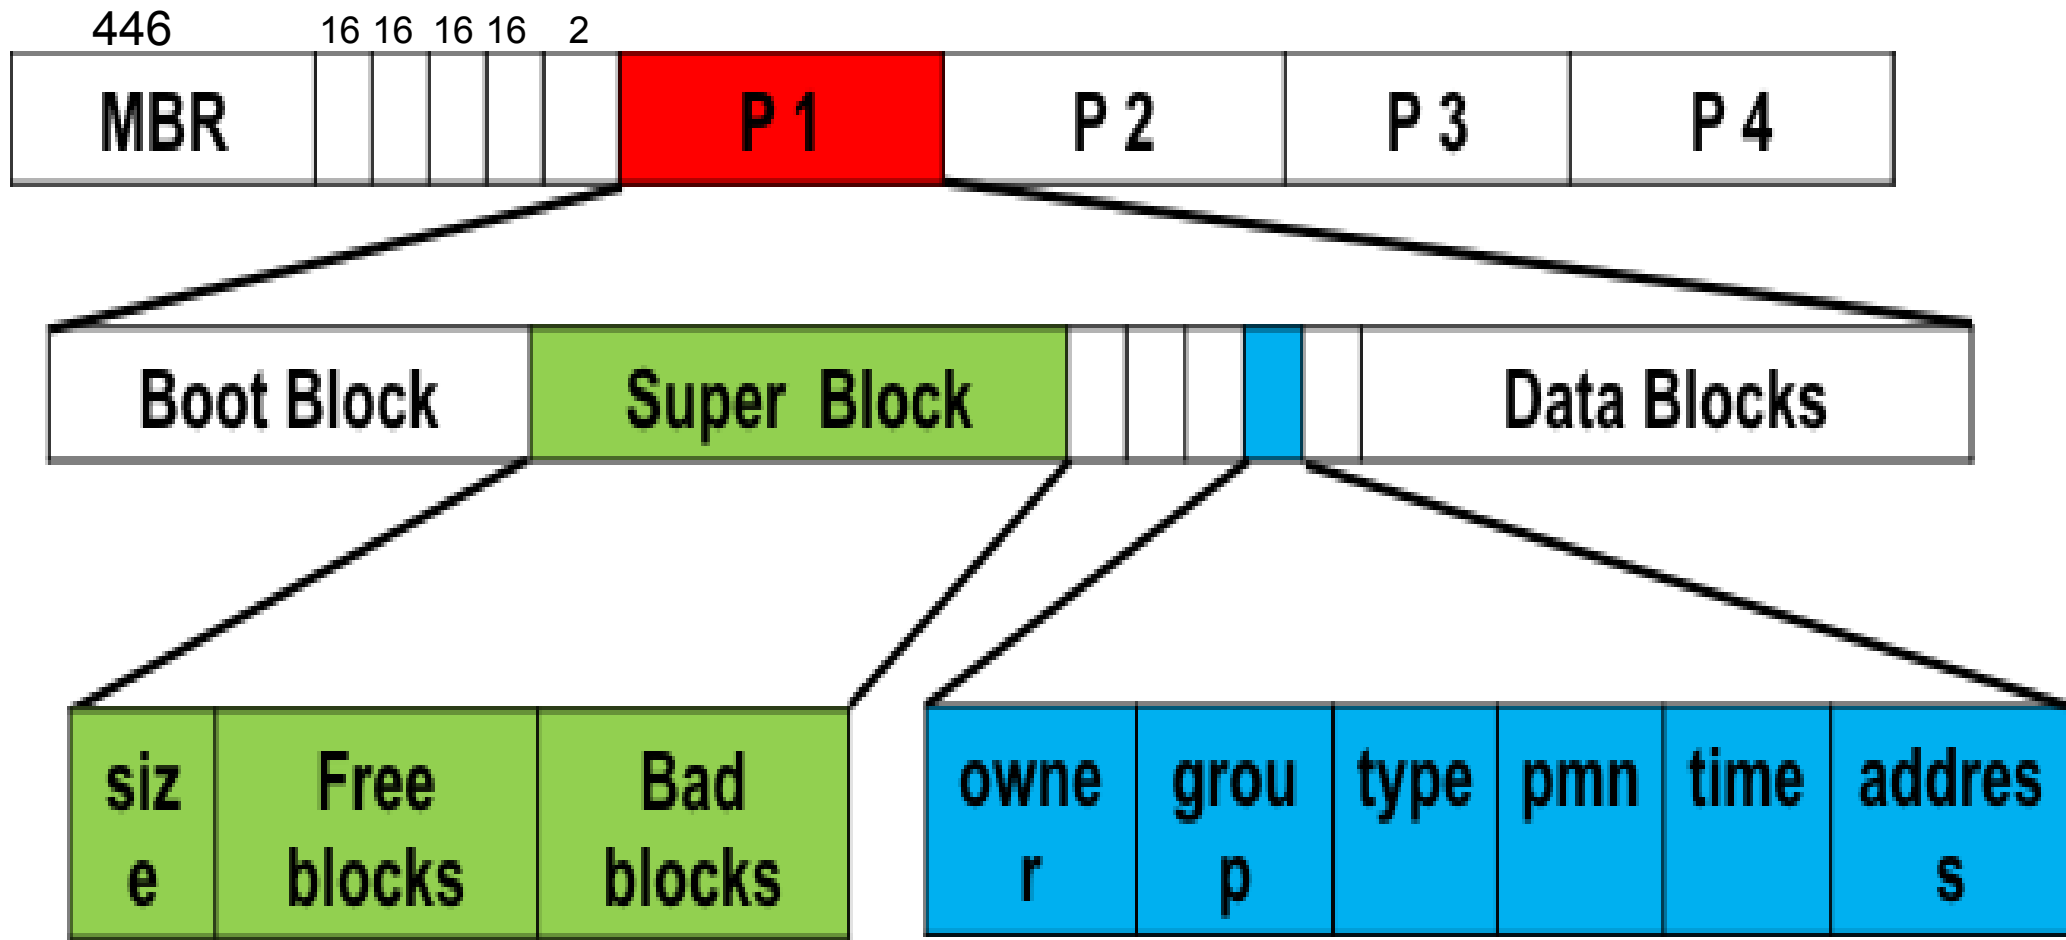 446 16 16 16 16 2
MBR P 1 P 2 P 3 P 4
Boot Block Super Block Data Blocks
siz Free Bad owne grou type pmn time addres
e blocks blocks r p s